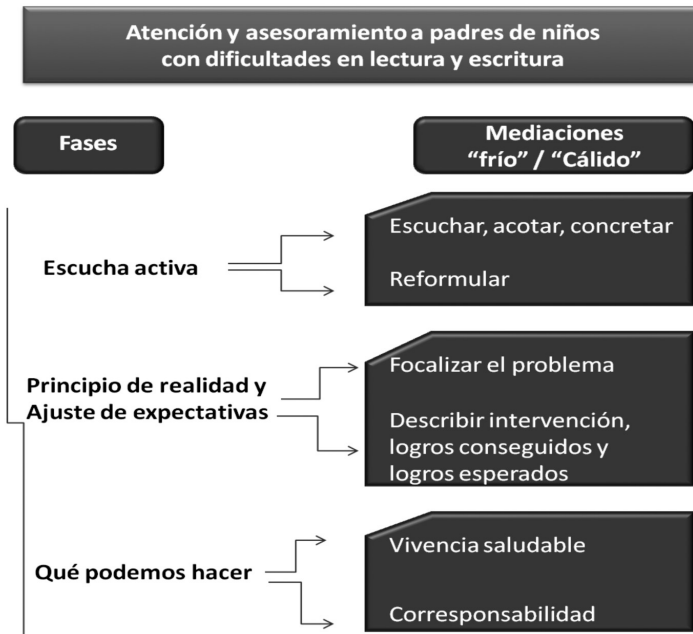 Atención y asesoramiento a padres de niños
con dificultades en lectura y escritura
Fases
Mediaciones
“frío” / “Cálido”
Escucha activa
Escuchar, acotar, concretar
Reformular
Principio de realidad y
Ajuste de expectativas
Focalizar el problema
Describir intervención,
logros conseguidos y
logros esperados
Qué podemos hacer
Vivencia saludable
Corresponsabilidad